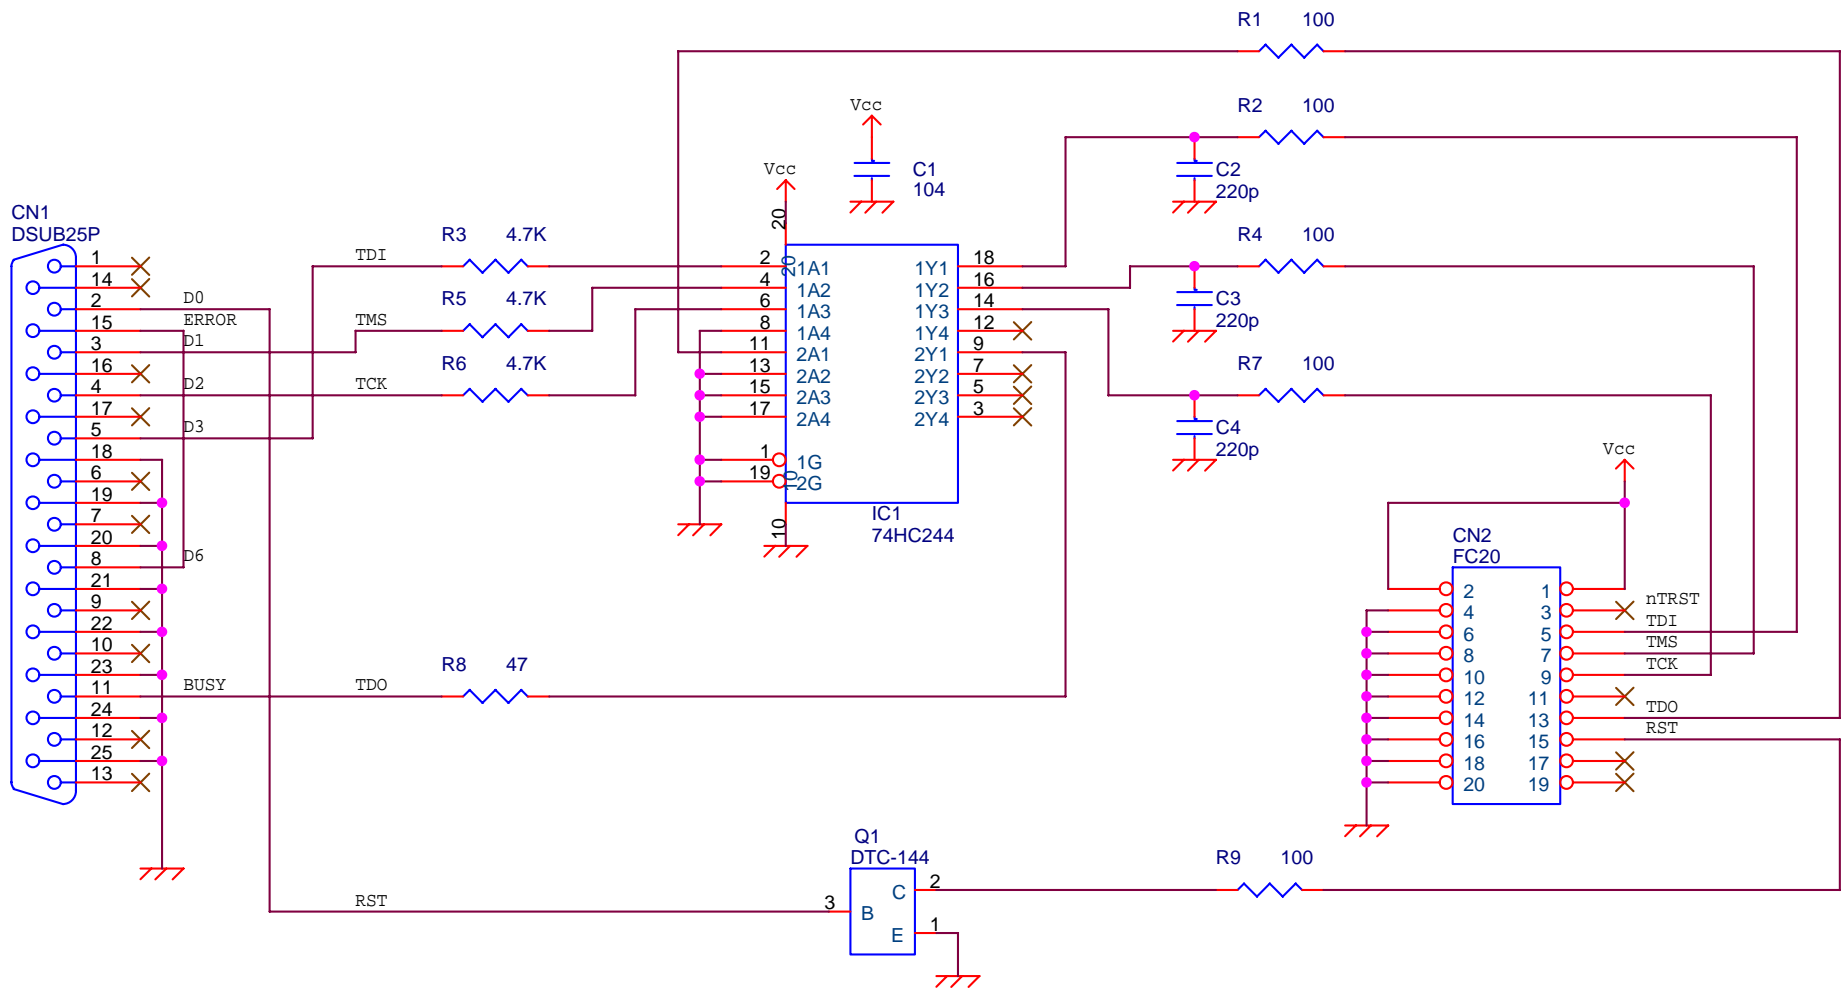 R1 100
R2 100
Vcc
C1
104
C2
220p
Vcc
20
CN1
DSUB25P
R3 4.7K
R4 100
1
14
2
15
3
16
4
17
5
18
6
19
7
20
8
21
9
22
10
23
11
24
12
25
13
D0
ERROR
D1
D2
D3
D6
BUSY
TDI
TMS
TCK
TDO
RST
R5 4.7K
R6 4.7K
R8 47
2
4
6
8
11
13
15
17
1
19
20
1A1
1A2
1A3
1A4
2A1
2A2
2A3
2A4
1G
2G
10
10
1Y1
1Y2
1Y3
1Y4
2Y1
2Y2
2Y3
2Y4
18
16
14
12
9
7
5
3
IC1
74HC244
C3
220p
R7 100
C4
220p
Vcc
CN2
FC20
2 1
4 3
6 5
8 7
10 9
12 11
14 13
16 15
18 17
20 19
nTRST
TDI
TMS
TCK
TDO
RST
Q1
DTC-144
3
B
C
E
2
1
R9 100